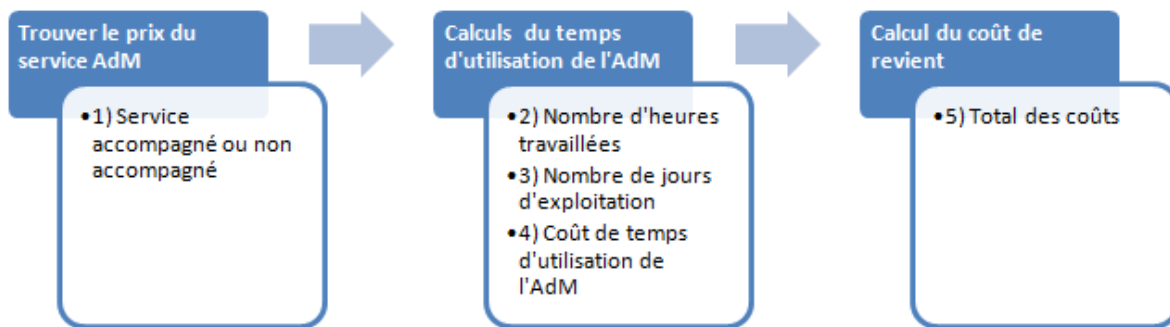 Trouver le prix du
service AdM
•1) Service
accompagné ou non
accompagné
Calculs du temps
d'utilisation de l'AdM
•2) Nombre d'heures
travaillées
•3) Nombre de jours
d'exploitation
•4) Coût de temps
d'utilisation de
l'AdM
Calcul du coût de
revient
•5) Total des coûts